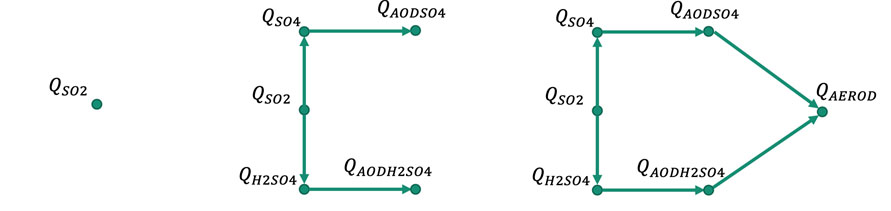 Q_SO2
Q_SO4
Q_AODSO4
Q_SO2
Q_H2SO4
Q_AODH2SO4
Q_SO4
Q_AODSO4
Q_SO2
Q_AEROD
Q_H2SO4
Q_AODH2SO4